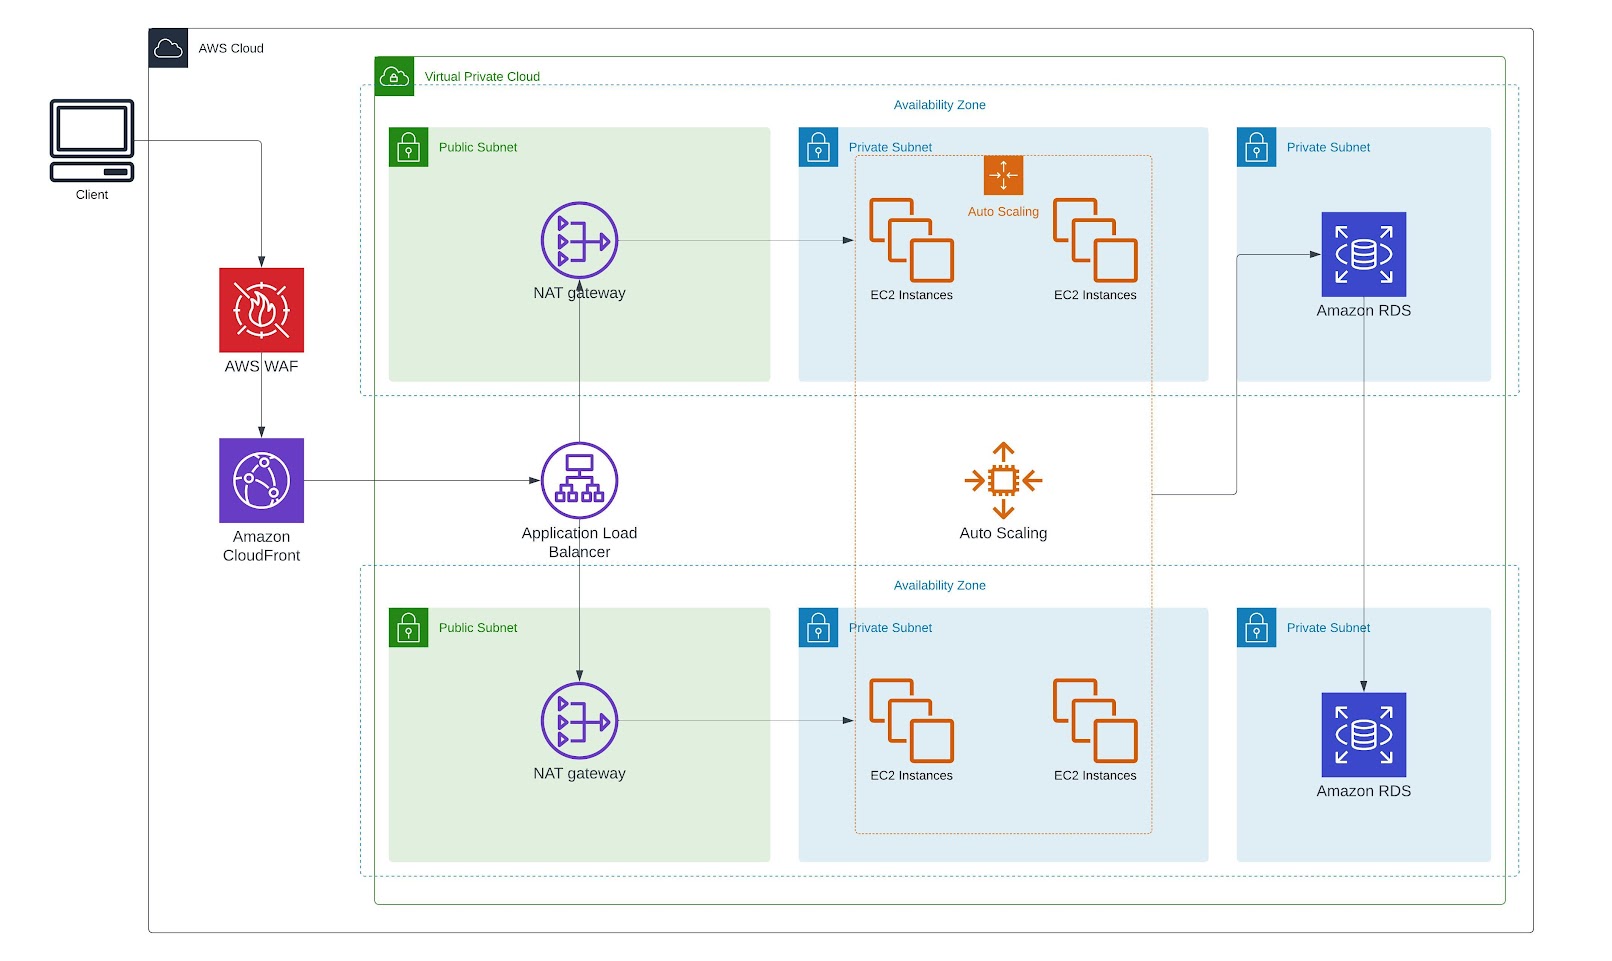 AWS Cloud
Virtual Private Cloud
Availability Zone
Client
Public Subnet
Private Subnet
Private Subnet
Auto Scaling
NAT gateway
EC2 Instances
EC2 Instances
Amazon RDS
AWS WAF
Amazon
CloudFront
Application Load
Balancer
Auto Scaling
Availability Zone
Public Subnet
Private Subnet
Private Subnet
NAT gateway
EC2 Instances
EC2 Instances
Amazon RDS